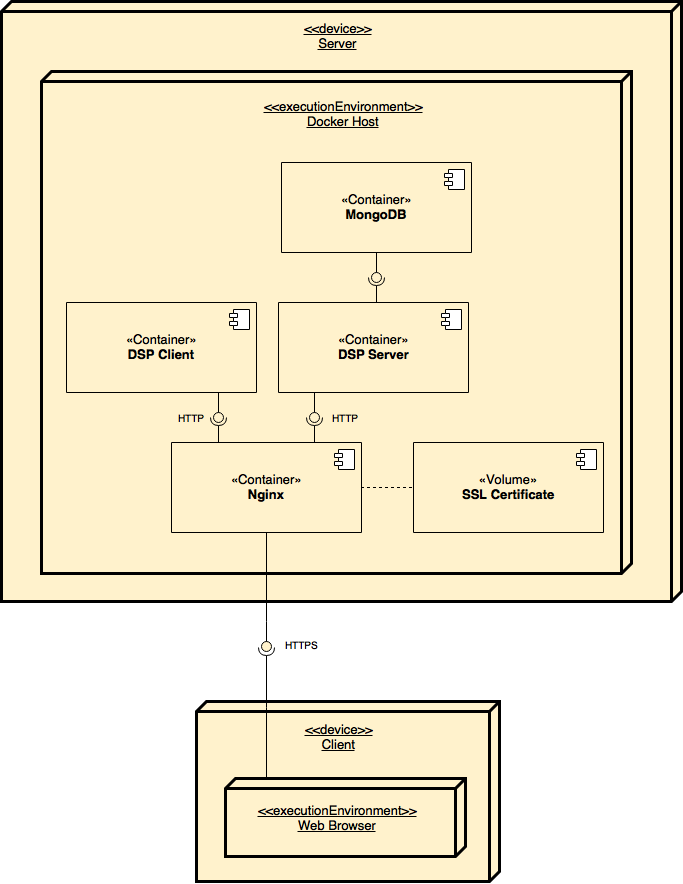 <<device>>
Server
<<executionEnvironment>>
Docker Host
«Container»
MongoDB
«Container»
DSP Client
«Container»
DSP Server
HTTP
HTTP
«Container»
Nginx
«Volume»
SSL Certificate
HTTPS
<<device>>
Client
<<executionEnvironment>>
Web Browser